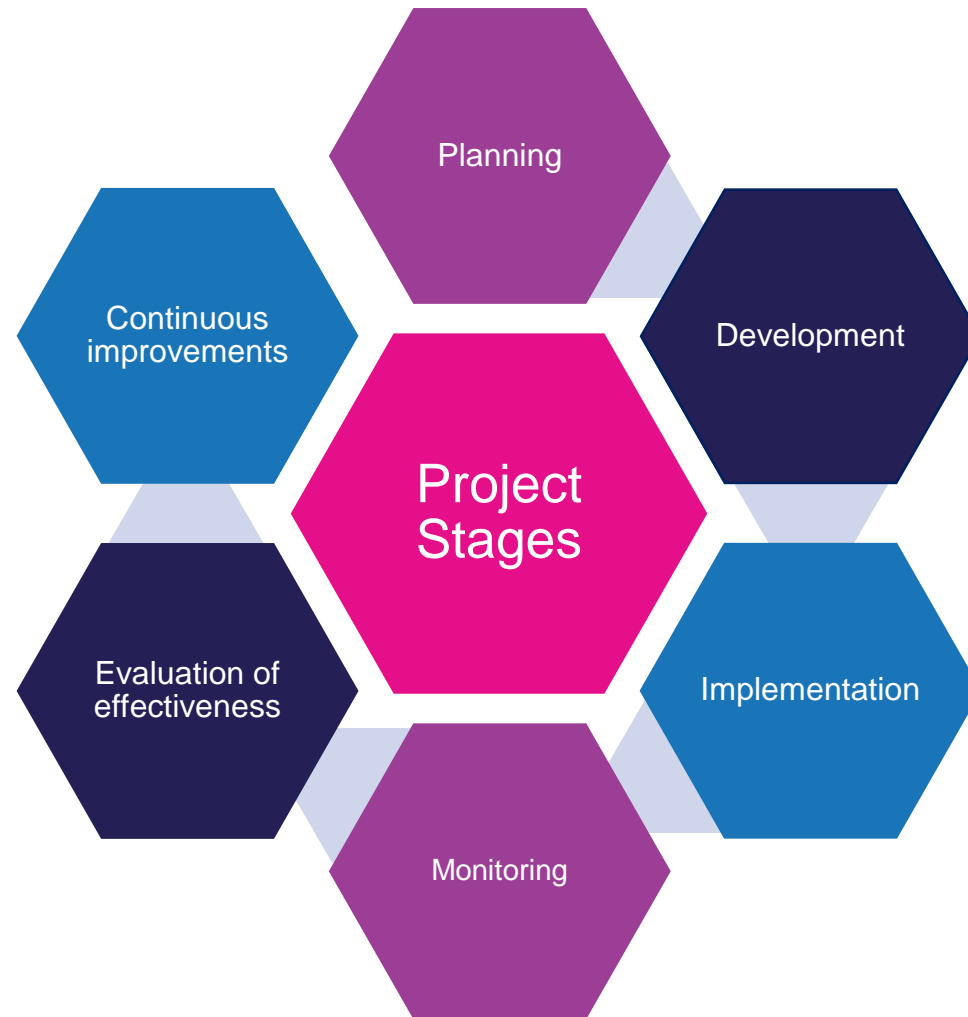 Planning
Development
Implementation
Monitoring
Evaluation of
effectiveness
Continuous
improvements
Project
Stages